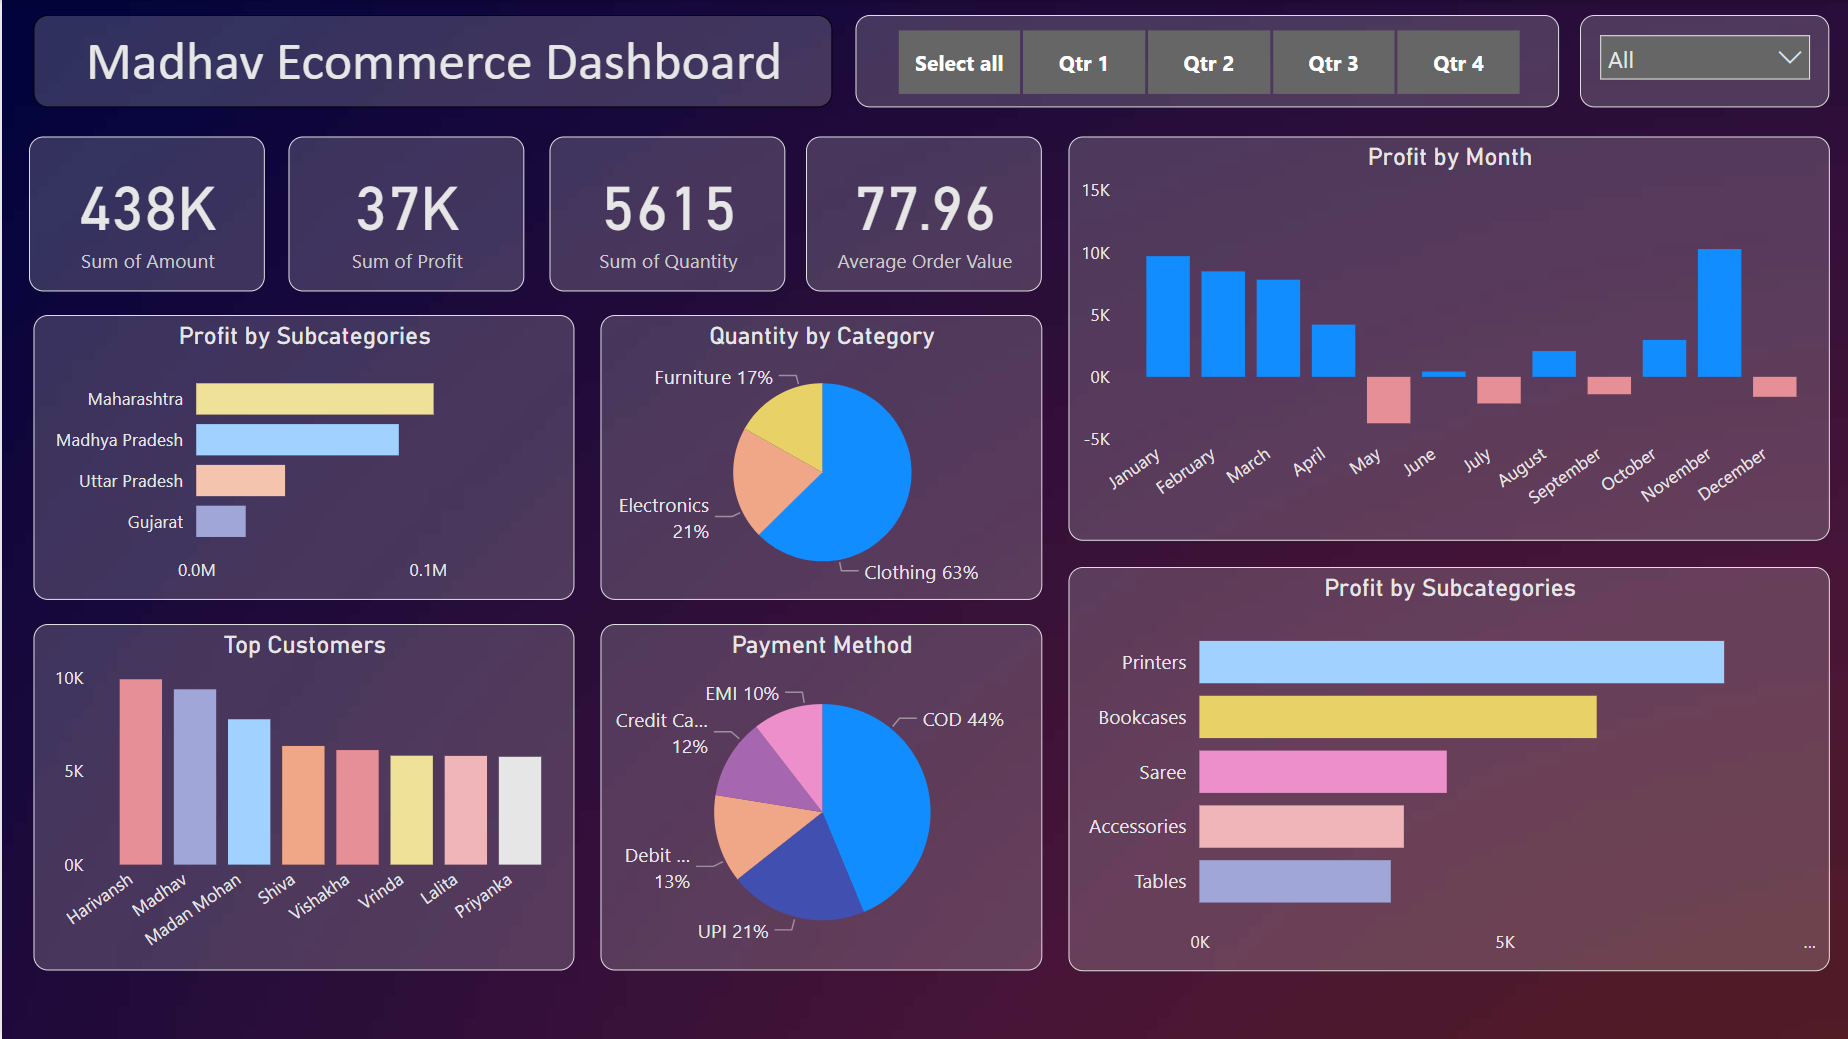 Madhav Ecommerce Dashboard
Select all
Qtr 1
Qtr 2
Qtr 3
Qtr 4
All
438K
Sum of Amount
37K
Sum of Profit
5615
Sum of Quantity
77.96
Average Order Value
Profit by Month
15K
10K
5K
0K
-5K
January
February
March
April
May
June
July
August
September
October
November
December
Profit by Subcategories
Maharashtra
Madhya Pradesh
Uttar Pradesh
Gujarat
0.0M
0.1M
Quantity by Category
Furniture 17%
Electronics
21%
Clothing 63%
Top Customers
10K
5K
0K
Harivansh
Madhav
Madan Mohan
Shiva
Vishakha
Vrinda
Lalita
Priyanka
Payment Method
EMI 10%
Credit Ca...
12%
COD 44%
Debit ...
13%
UPI 21%
Profit by Subcategories
Printers
Bookcases
Saree
Accessories
Tables
0K
5K
...